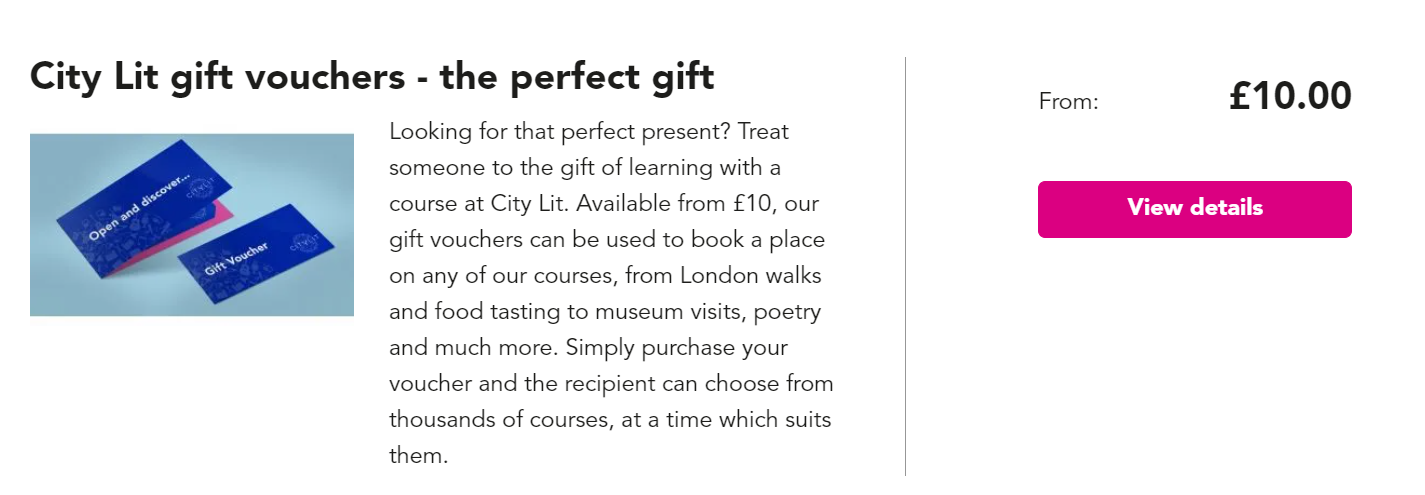 City Lit gift vouchers - the perfect gift
Open and discover...
CITY LIT
Gift Voucher
CITY LIT
Looking for that perfect present? Treat
someone to the gift of learning with a
course at City Lit. Available from £10, our
gift vouchers can be used to book a place
on any of our courses, from London walks
and food tasting to museum visits, poetry
and much more. Simply purchase your
voucher and the recipient can choose from
thousands of courses, at a time which suits
them.
From:
£10.00
View details